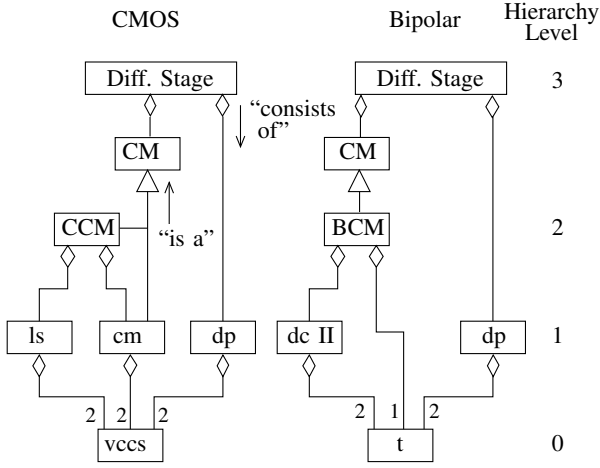 CMOS
Bipolar
Hierarchy
Level
Diff. Stage
Diff. Stage
3
“consists
of”
CM
CM
CCM
“is a”
BCM
2
ls
cm
dp
dc II
dp
1
2
2
2
2
1
2
vccs
t
0